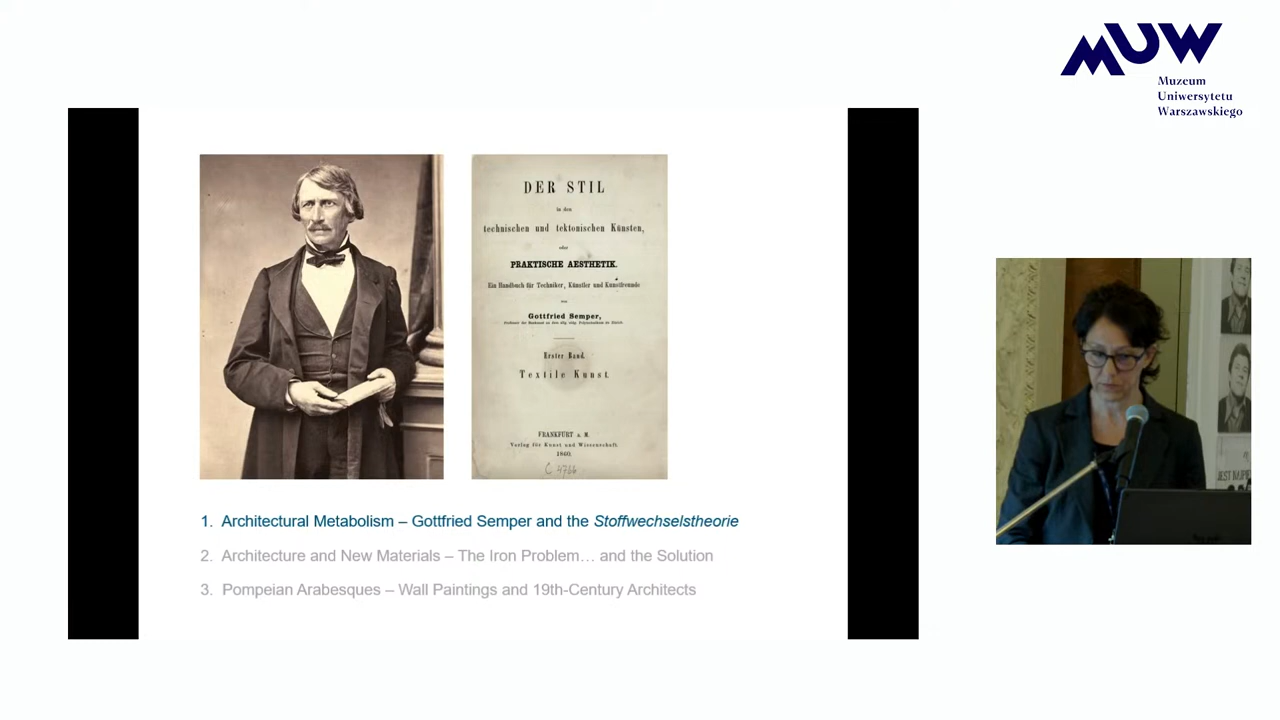 MUW
Muzeum
Uniwersytetu
Warszawskiego
DER STIL
in den
technischen und tektonischen Künsten,
oder
PRAKTISCHE AESTHETIK.
Ein Handbuch für Techniker, Künstler und Kunstfreunde
von
Gottfried Semper,
Erster Band.
Textile Kunst.
FRANKFURT a. M.
Verlag für Kunst und Wissenschaft.
1860.
C 4766
1. Architectural Metabolism – Gottfried Semper and the Stoffwechselstheorie
2. Architecture and New Materials – The Iron Problem… and the Solution
3. Pompeian Arabesques – Wall Paintings and 19th-Century Architects
JEST